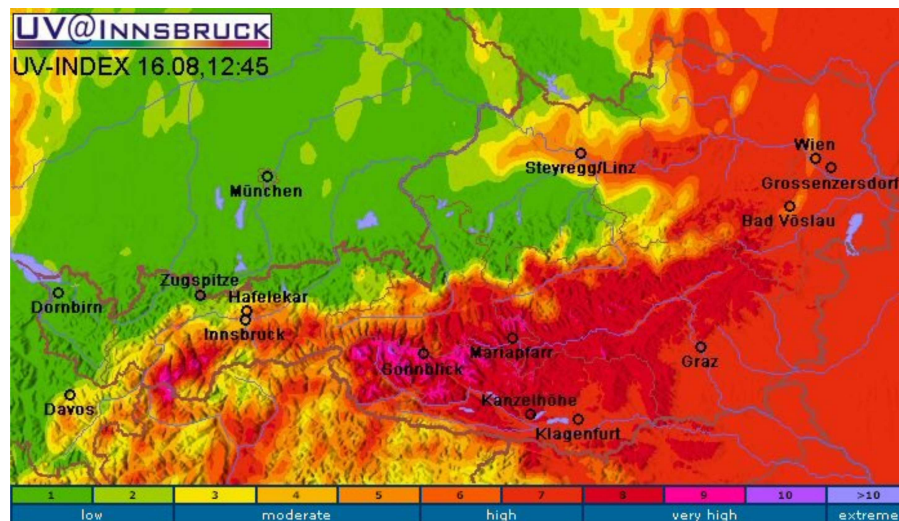 UV@INNSBRUCK
UV-INDEX 16.08,12:45
Wien
Steyregg/Linz
Grossenzersdorf
München
Bad Vöslau
Zugspitze
Dornbirn
Hafelekar
Innsbruck
Mariapfarr
Graz
Sonnblick
Davos
Kanzelhöhe
Klagenfurt
1 2 3 4 5 6 7 8 9 10 >10
low moderate high very high extreme